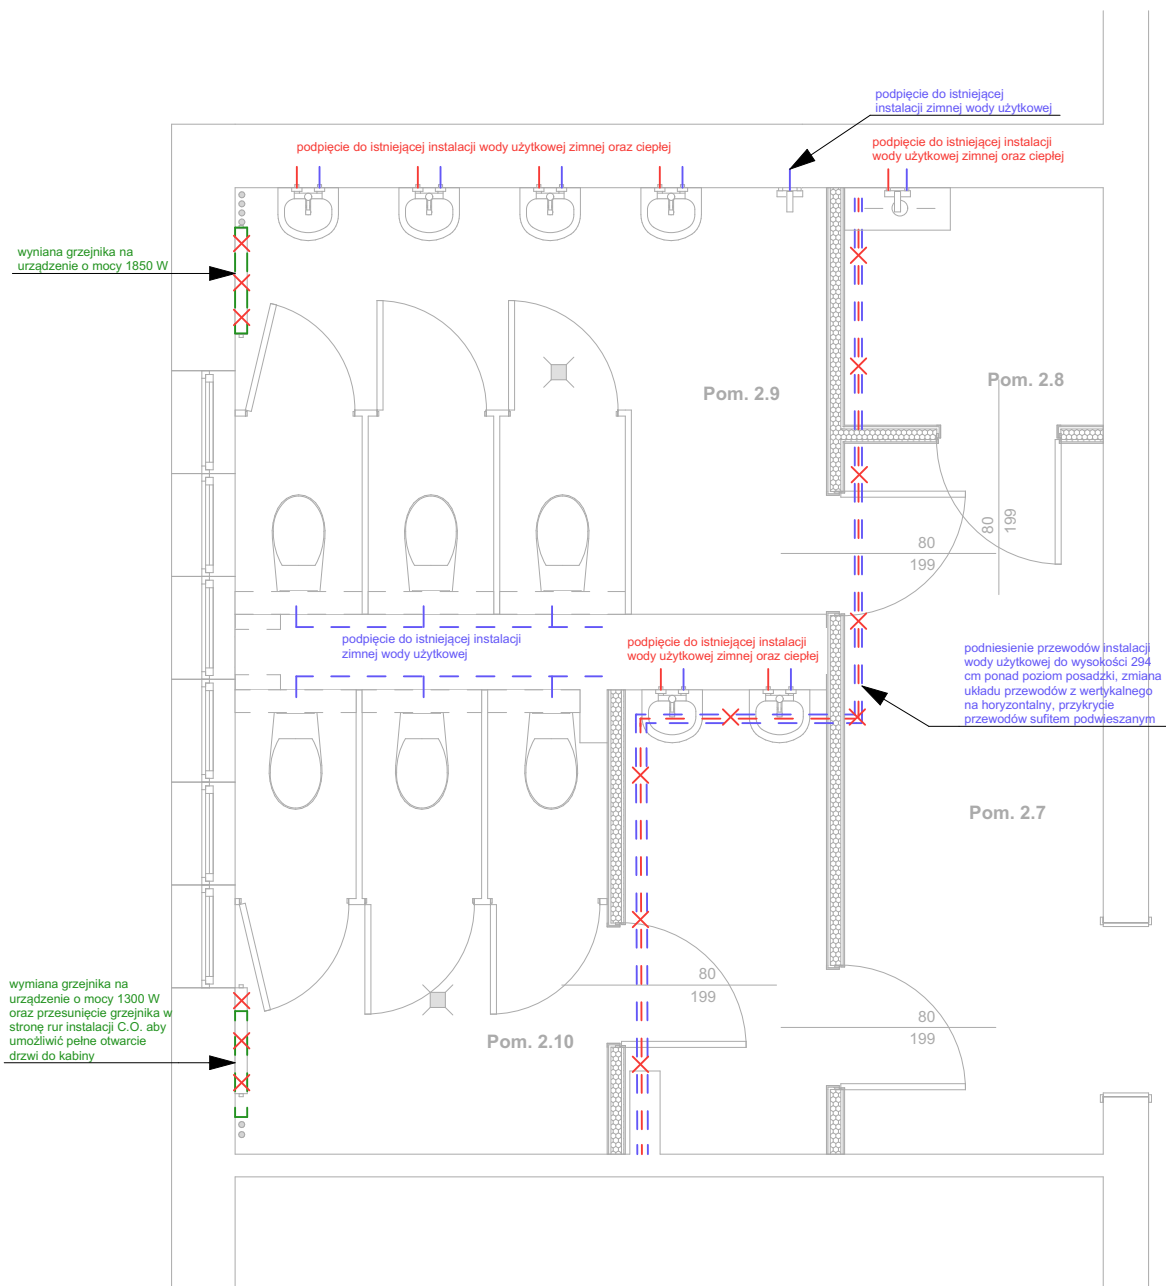 podpięcie do istniejącej
instalacji zimnej wody użytkowej
podpięcie do istniejącej instalacji wody użytkowej zimnej oraz ciepłej
podpięcie do istniejącej instalacji
wody użytkowej zimnej oraz ciepłej
wyniana grzejnika na
urządzenie o mocy 1850 W
Pom. 2.9
Pom. 2.8
80
199
80
199
podpięcie do istniejącej instalacji
zimnej wody użytkowej
podpięcie do istniejącej instalacji
wody użytkowej zimnej oraz ciepłej
podniesienie przewodów instalacji
wody użytkowej do wysokości 294
cm ponad poziom posadzki, zmiana
układu przewodów z wertykalnego
na horyzontalny, przykrycie
przewodów sufitem podwieszanym
Pom. 2.7
80
199
wymiana grzejnika na
urządzenie o mocy 1300 W
oraz przesunięcie grzejnika w
stronę rur instalacji C.O. aby
umożliwić pełne otwarcie
drzwi do kabiny
80
199
Pom. 2.10